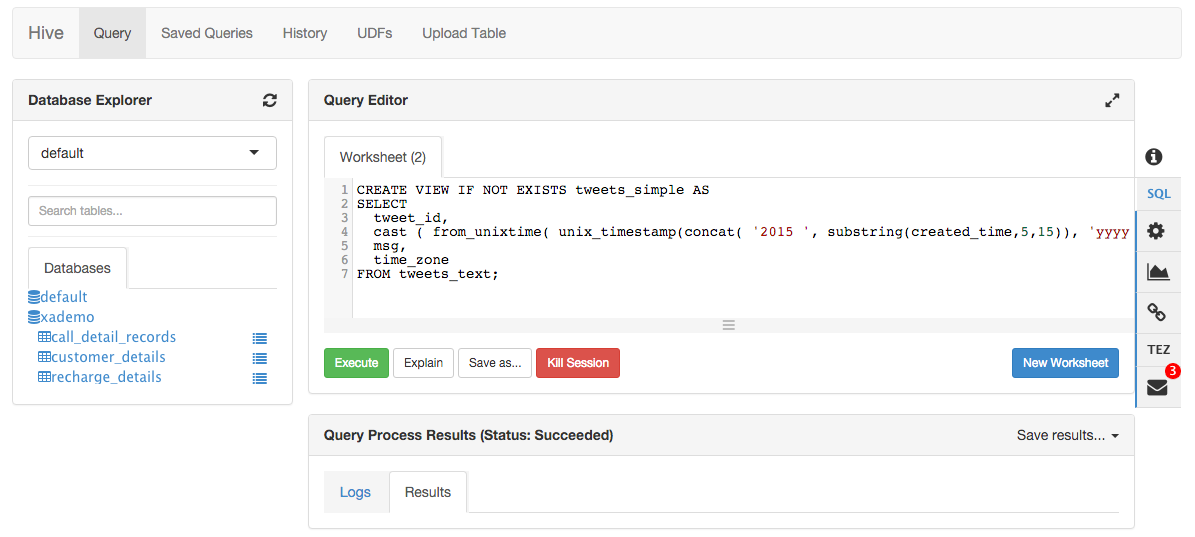 Hive Query Saved Queries History UDFs Upload Table
Database Explorer
default
Search tables...
Databases
default
xademo
call_detail_records
customer_details
recharge_details
Query Editor
Worksheet (2)
1 CREATE VIEW IF NOT EXISTS tweets_simple AS
2 SELECT
3 tweet_id,
4 cast ( from_unixtime( unix_timestamp(concat( '2015 ', substring(created_time,5,15)), 'yyyy
5 msg,
6 time_zone
7 FROM tweets_text;
Execute Explain Save as... Kill Session New Worksheet
Query Process Results (Status: Succeeded) Save results...
Logs Results
SQL
TEZ
3